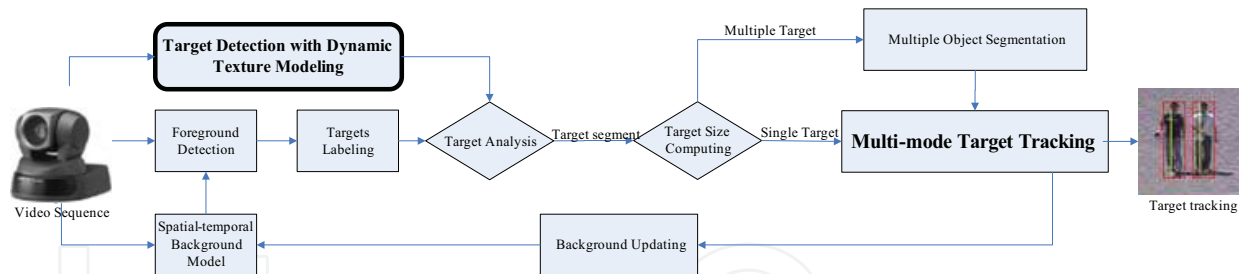 Target Detection with Dynamic
Texture Modeling
Multiple Target
Multiple Object Segmentation
Foreground
Detection
Targets
Labeling
Target Analysis
Target segment
Target Size
Computing
Single Target
Multi-mode Target Tracking
Video Sequence
Target tracking
Spatial-temporal
Background
Model
Background Updating